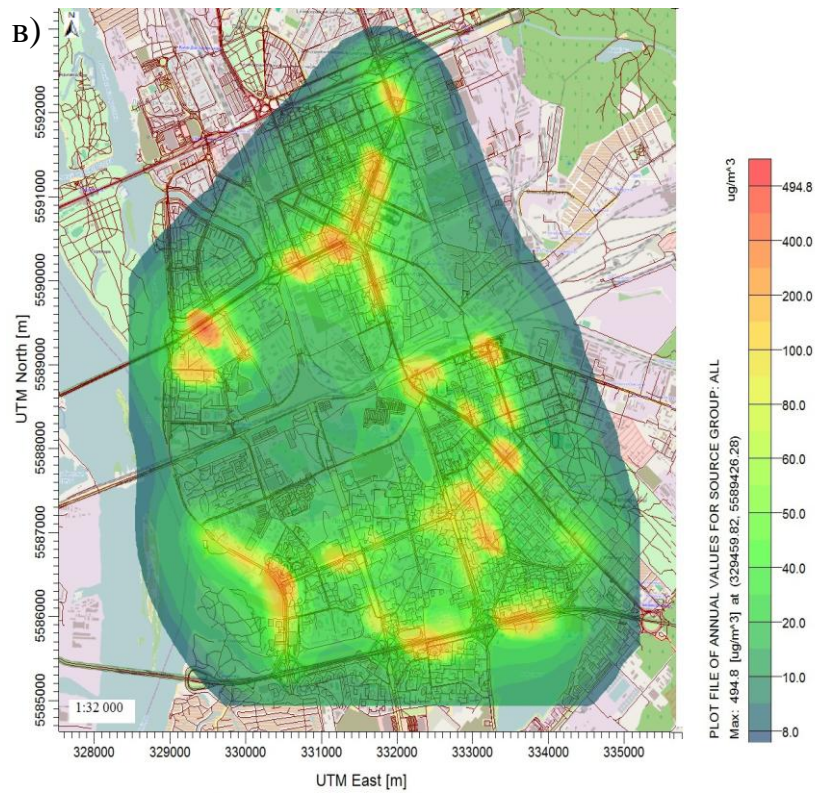 в)
N
ug/m^3
494.8
400.0
200.0
100.0
80.0
60.0
50.0
40.0
20.0
10.0
8.0
PLOT FILE OF ANNUAL VALUES FOR SOURCE GROUP: ALL
Max: 494.8 [ug/m^3] at (329459.82, 5589426.28)
UTM North [m]
5592000
5591000
5590000
5589000
5588000
5587000
5586000
5585000
1:32 000
328000 329000 330000 331000 332000 333000 334000 335000
UTM East [m]